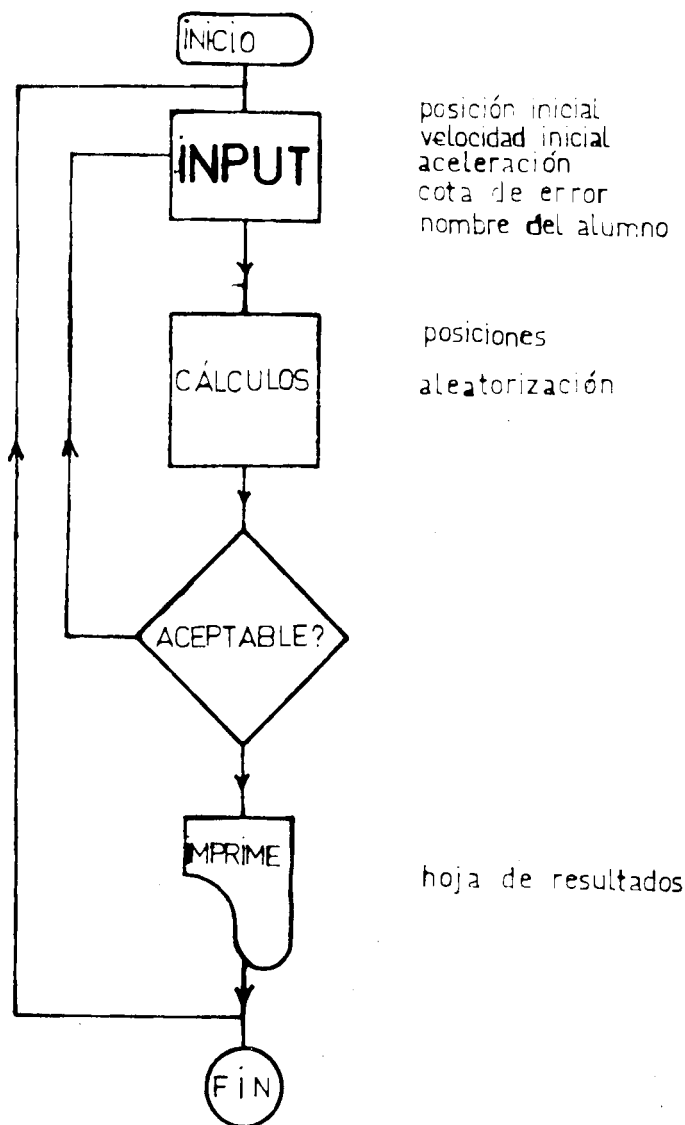 INICIO
INPUT
posición inicial
velocidad inicial
aceleración
cota de error
nombre del alumno
CÁLCULOS
posiciones
aleatorización
ACEPTABLE?
IMPRIME
hoja de resultados
FIN